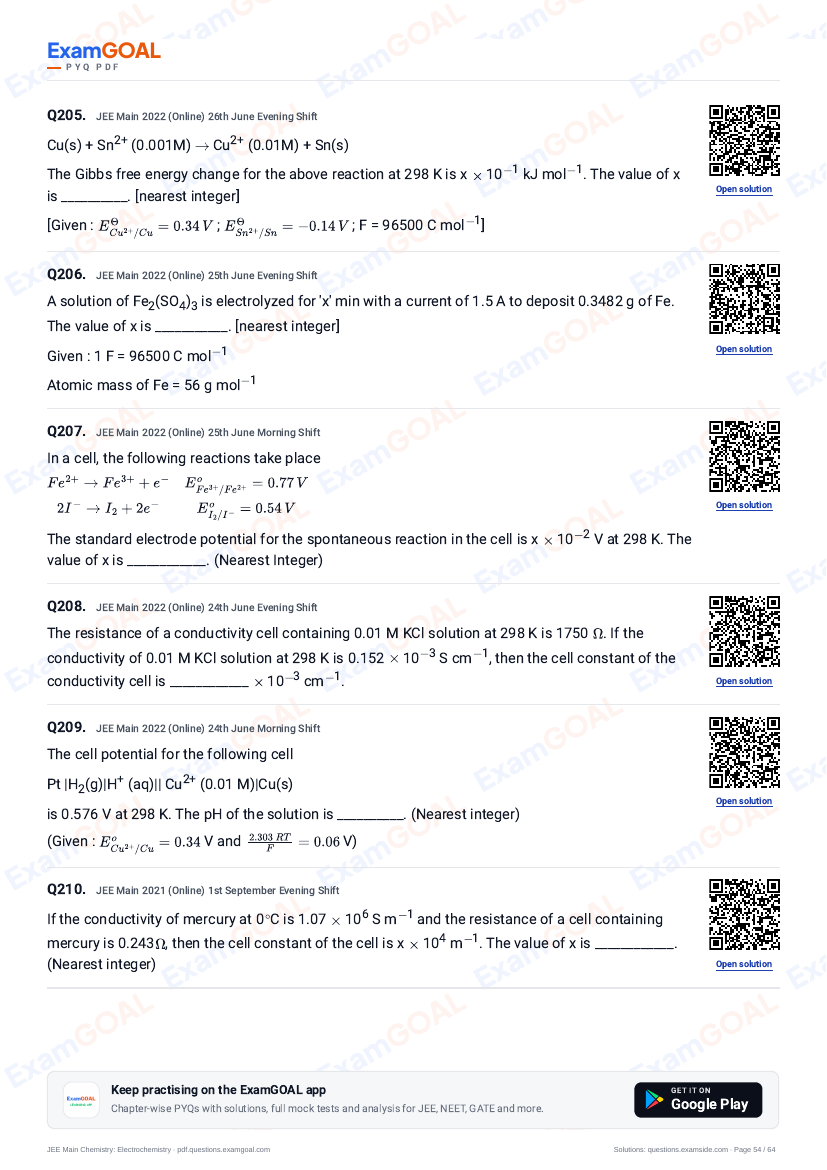 ExamGOAL
PYQ PDF
Q205. JEE Main 2022 (Online) 26th June Evening Shift
Cu(s) + Sn²⁺ (0.001M) → Cu²⁺ (0.01M) + Sn(s)
The Gibbs free energy change for the above reaction at 298 K is x × 10⁻¹ kJ mol⁻¹. The value of x
is __________. [nearest integer]
[Given : E^Θ_{Cu²⁺/Cu} = 0.34 V ; E^Θ_{Sn²⁺/Sn} = −0.14 V ; F = 96500 C mol⁻¹]
Open solution
Q206. JEE Main 2022 (Online) 25th June Evening Shift
A solution of Fe₂(SO₄)₃ is electrolyzed for 'x' min with a current of 1.5 A to deposit 0.3482 g of Fe.
The value of x is ___________. [nearest integer]
Given : 1 F = 96500 C mol⁻¹
Atomic mass of Fe = 56 g mol⁻¹
Open solution
Q207. JEE Main 2022 (Online) 25th June Morning Shift
In a cell, the following reactions take place
Fe²⁺ → Fe³⁺ + e⁻ E^o_{Fe³⁺/Fe²⁺} = 0.77 V
2I⁻ → I₂ + 2e⁻ E^o_{I₂/I⁻} = 0.54 V
The standard electrode potential for the spontaneous reaction in the cell is x × 10⁻² V at 298 K. The
value of x is ____________. (Nearest Integer)
Open solution
Q208. JEE Main 2022 (Online) 24th June Evening Shift
The resistance of a conductivity cell containing 0.01 M KCl solution at 298 K is 1750 Ω. If the
conductivity of 0.01 M KCl solution at 298 K is 0.152 × 10⁻³ S cm⁻¹, then the cell constant of the
conductivity cell is ____________ × 10⁻³ cm⁻¹.
Open solution
Q209. JEE Main 2022 (Online) 24th June Morning Shift
The cell potential for the following cell
Pt |H₂(g)|H⁺ (aq)|| Cu²⁺ (0.01 M)|Cu(s)
is 0.576 V at 298 K. The pH of the solution is __________. (Nearest integer)
(Given : E^o_{Cu²⁺/Cu} = 0.34 V and 2.303 RT/F = 0.06 V)
Open solution
Q210. JEE Main 2021 (Online) 1st September Evening Shift
If the conductivity of mercury at 0°C is 1.07 × 10⁶ S m⁻¹ and the resistance of a cell containing
mercury is 0.243Ω, then the cell constant of the cell is x × 10⁴ m⁻¹. The value of x is ____________.
(Nearest integer)
Open solution
ExamGOAL
Keep practising on the ExamGOAL app
Chapter-wise PYQs with solutions, full mock tests and analysis for JEE, NEET, GATE and more.
GET IT ON
Google Play
JEE Main Chemistry: Electrochemistry · pdf.questions.examgoal.com
Solutions: questions.examside.com · Page 54 / 64